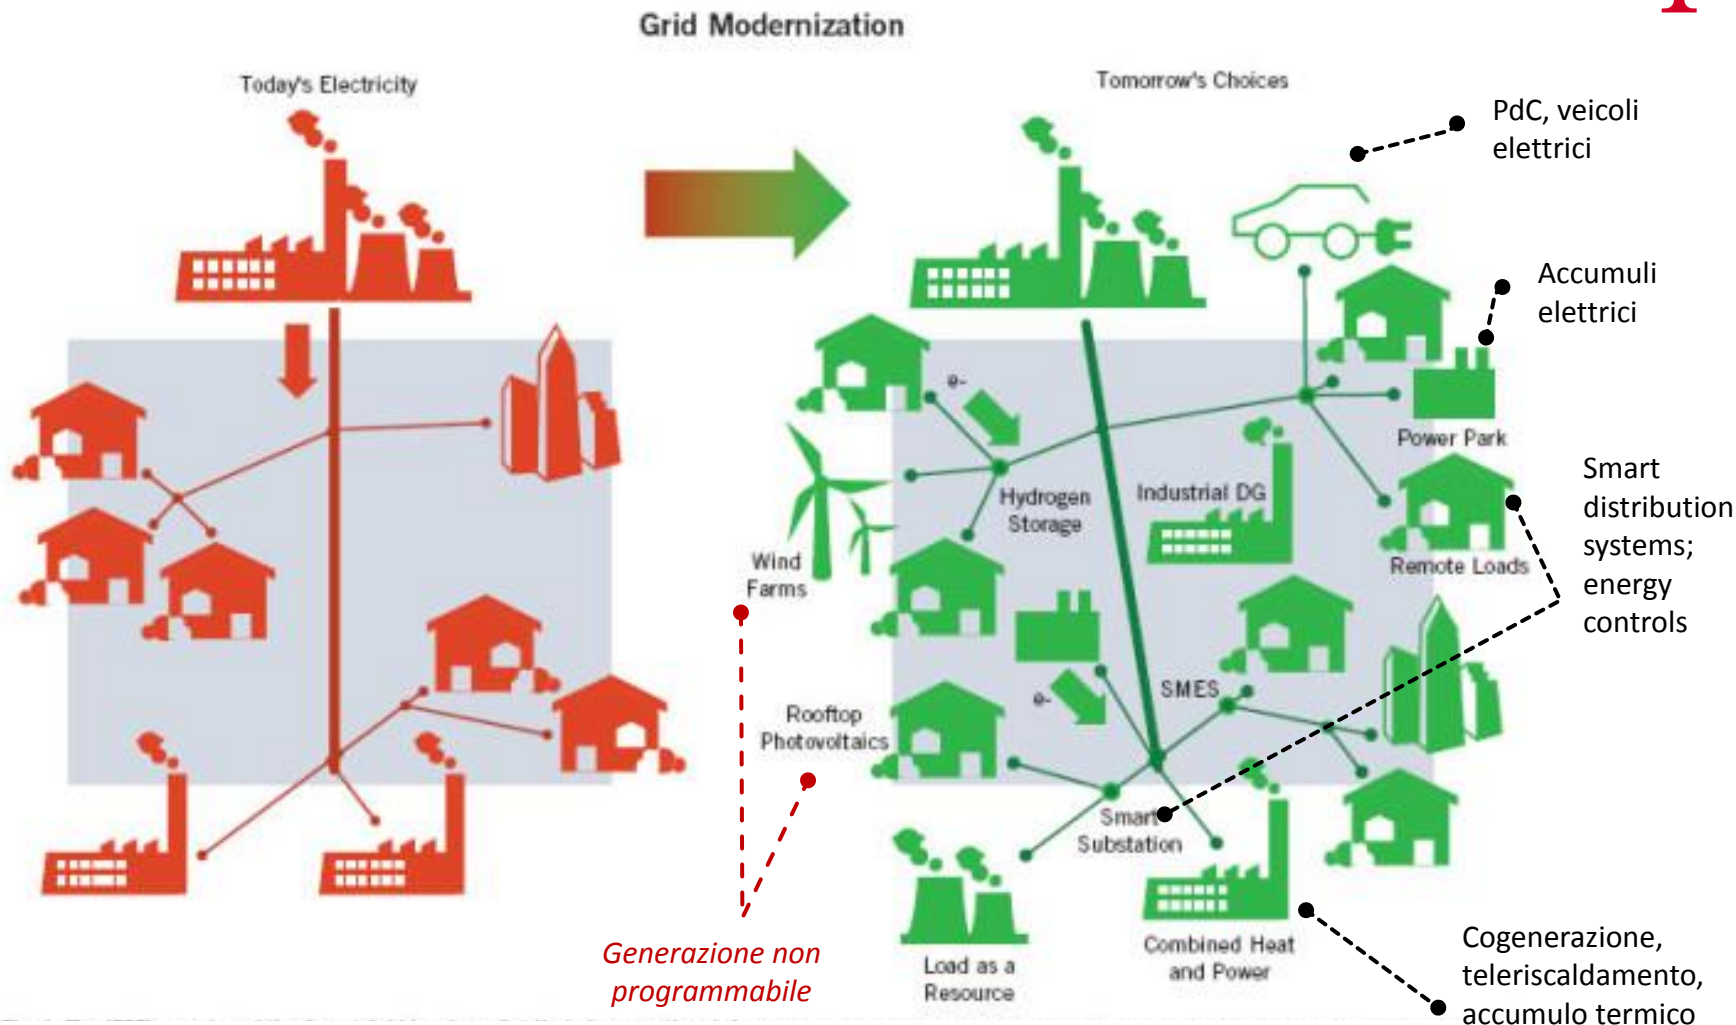 Grid Modernization
Today's Electricity
Tomorrow's Choices
PdC, veicoli
elettrici
Accumuli
elettrici
e-
Power Park
Hydrogen
Storage
Industrial DG
Smart
distribution
systems;
energy
controls
Wind
Farms
Remote Loads
SMES
e-
Rooftop
Photovoltaics
Smart
Substation
Generazione non
programmabile
Load as a
Resource
Combined Heat
and Power
Cogenerazione,
teleriscaldamento,
accumulo termico